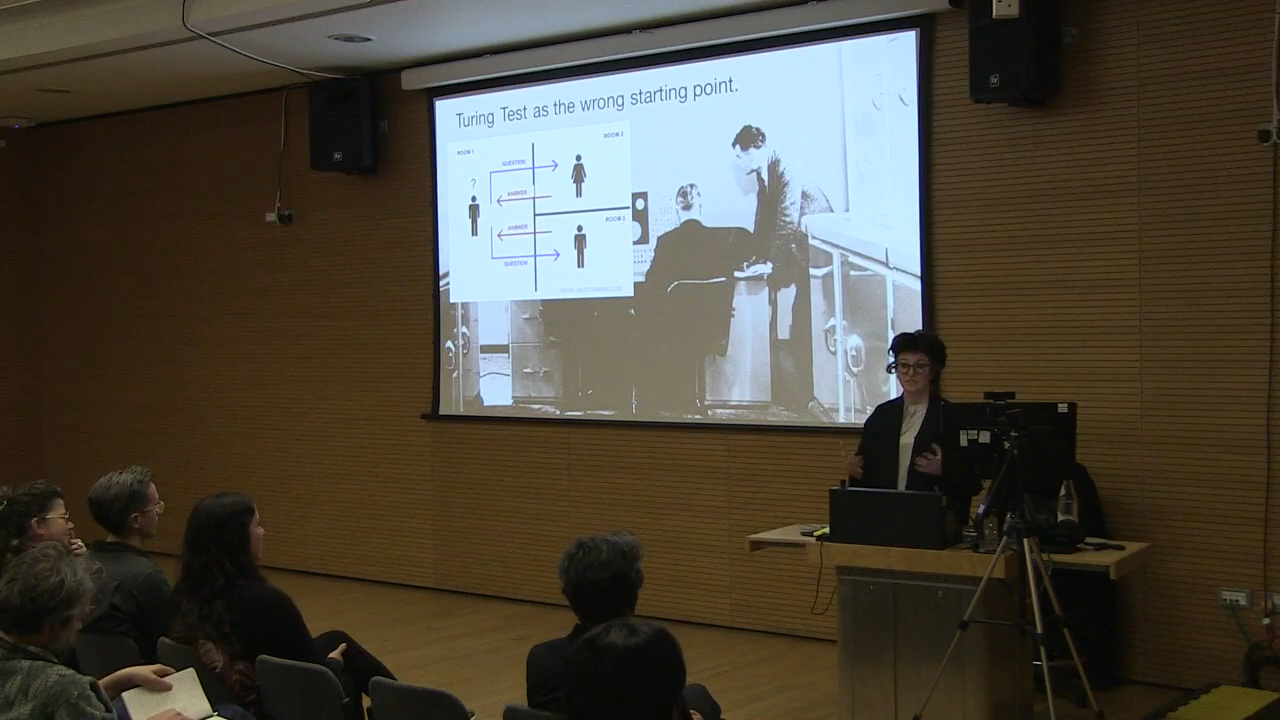 Turing Test as the wrong starting point.
ROOM 1
ROOM 2
QUESTION
?
ANSWER
ROOM 3
ANSWER
QUESTION